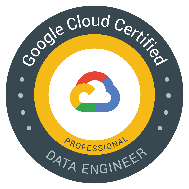 Google Cloud Certified
PROFESSIONAL
DATA ENGINEER